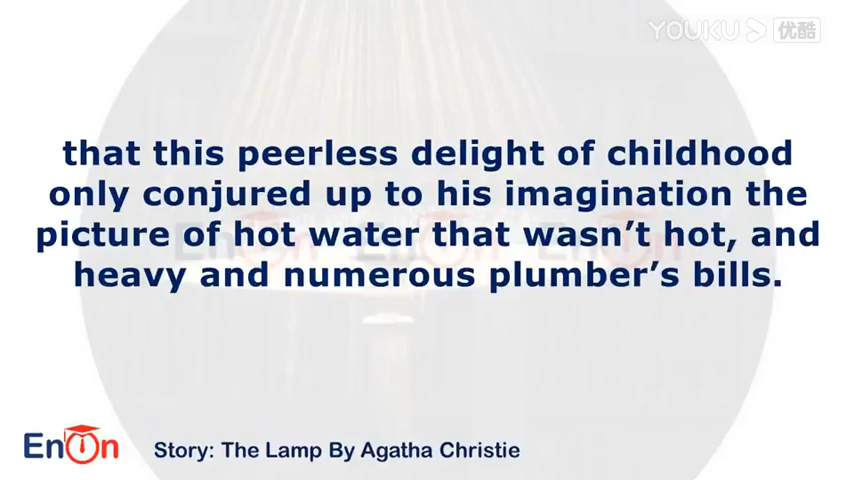 YOUKU 优酷
that this peerless delight of childhood
only conjured up to his imagination the
picture of hot water that wasn’t hot, and
heavy and numerous plumber’s bills.
EnOn
Story: The Lamp By Agatha Christie